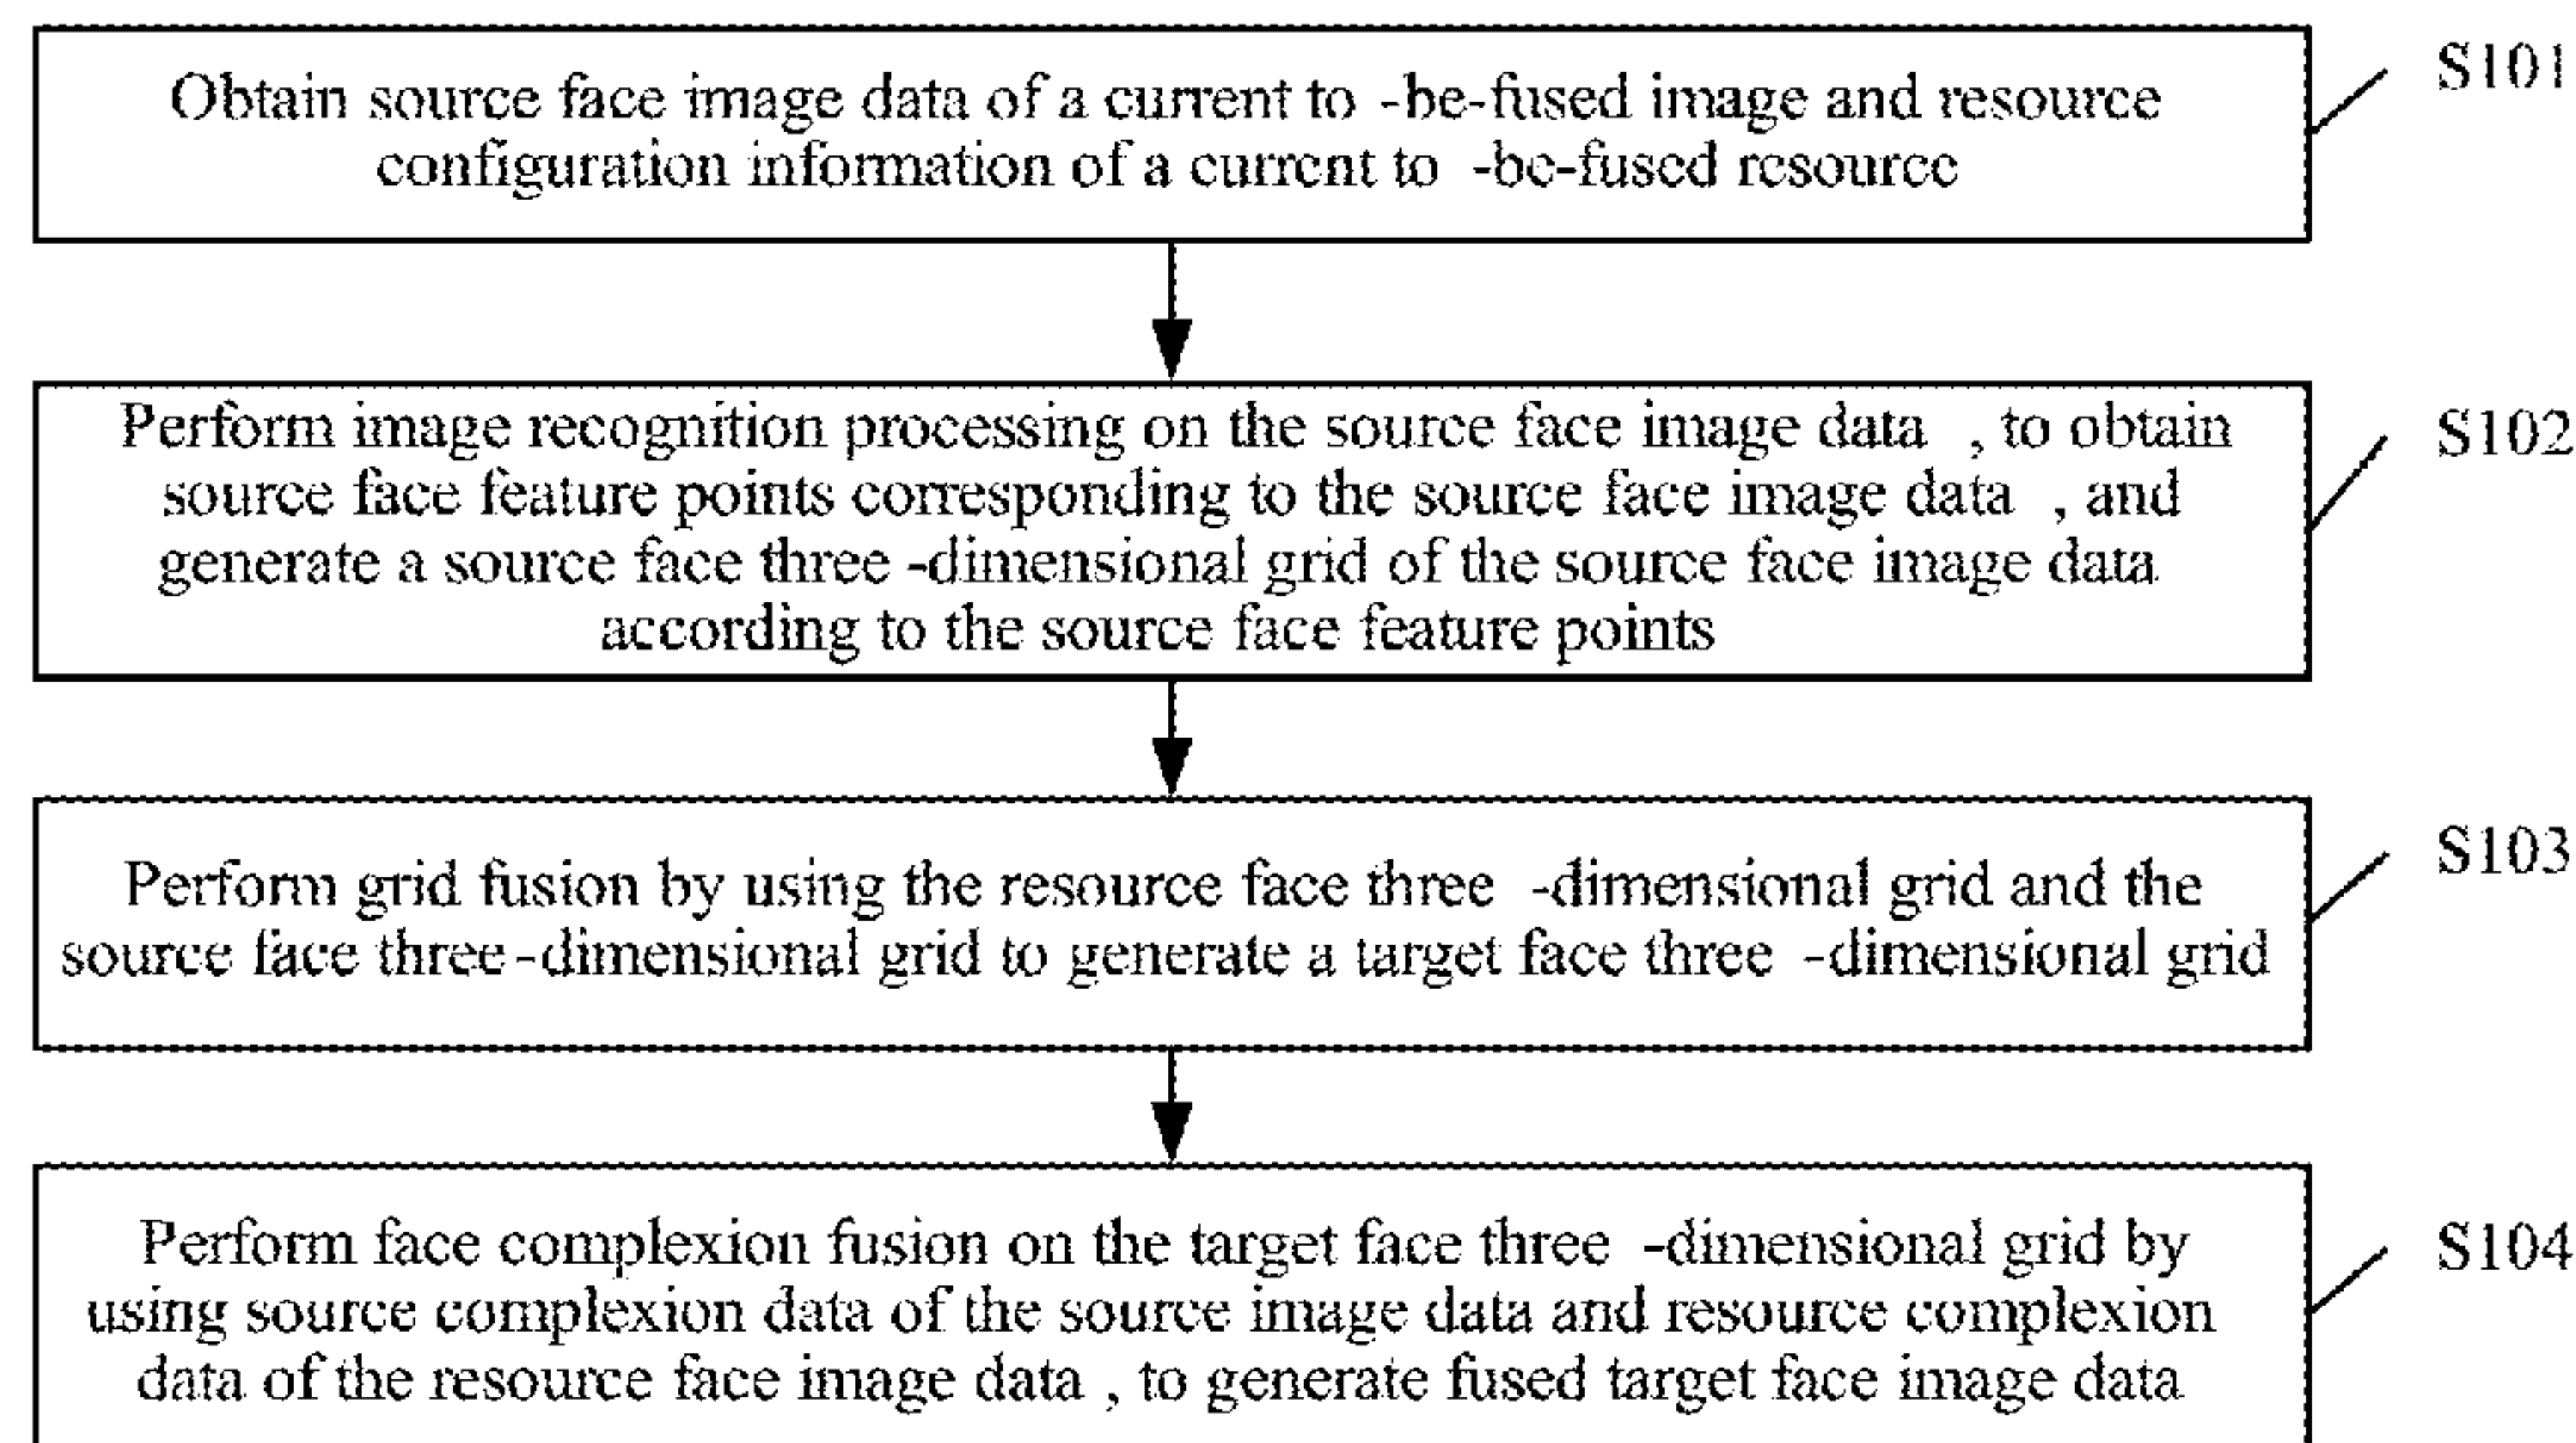 Obtain source face image data of a current to -be-fused image and resource
configuration information of a current to -be-fused resource
S101
Perform image recognition processing on the source face image data , to obtain
source face feature points corresponding to the source face image data , and
generate a source face three -dimensional grid of the source face image data
according to the source face feature points
S102
Perform grid fusion by using the resource face three -dimensional grid and the
source face three-dimensional grid to generate a target face three -dimensional grid
S103
Perform face complexion fusion on the target face three -dimensional grid by
using source complexion data of the source image data and resource complexion
data of the resource face image data , to generate fused target face image data
S104